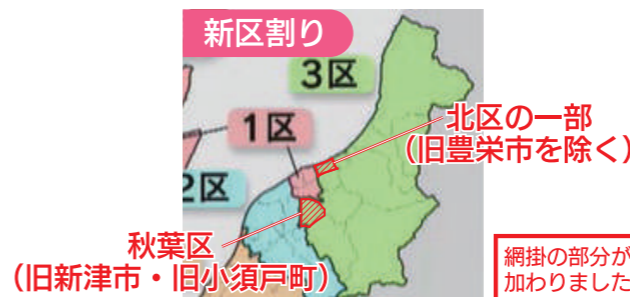 新区割り
3区
1区
北区の一部
（旧豊栄市を除く）
2区
秋葉区
（旧新津市・旧小須戸町）
網掛の部分が
加わりました